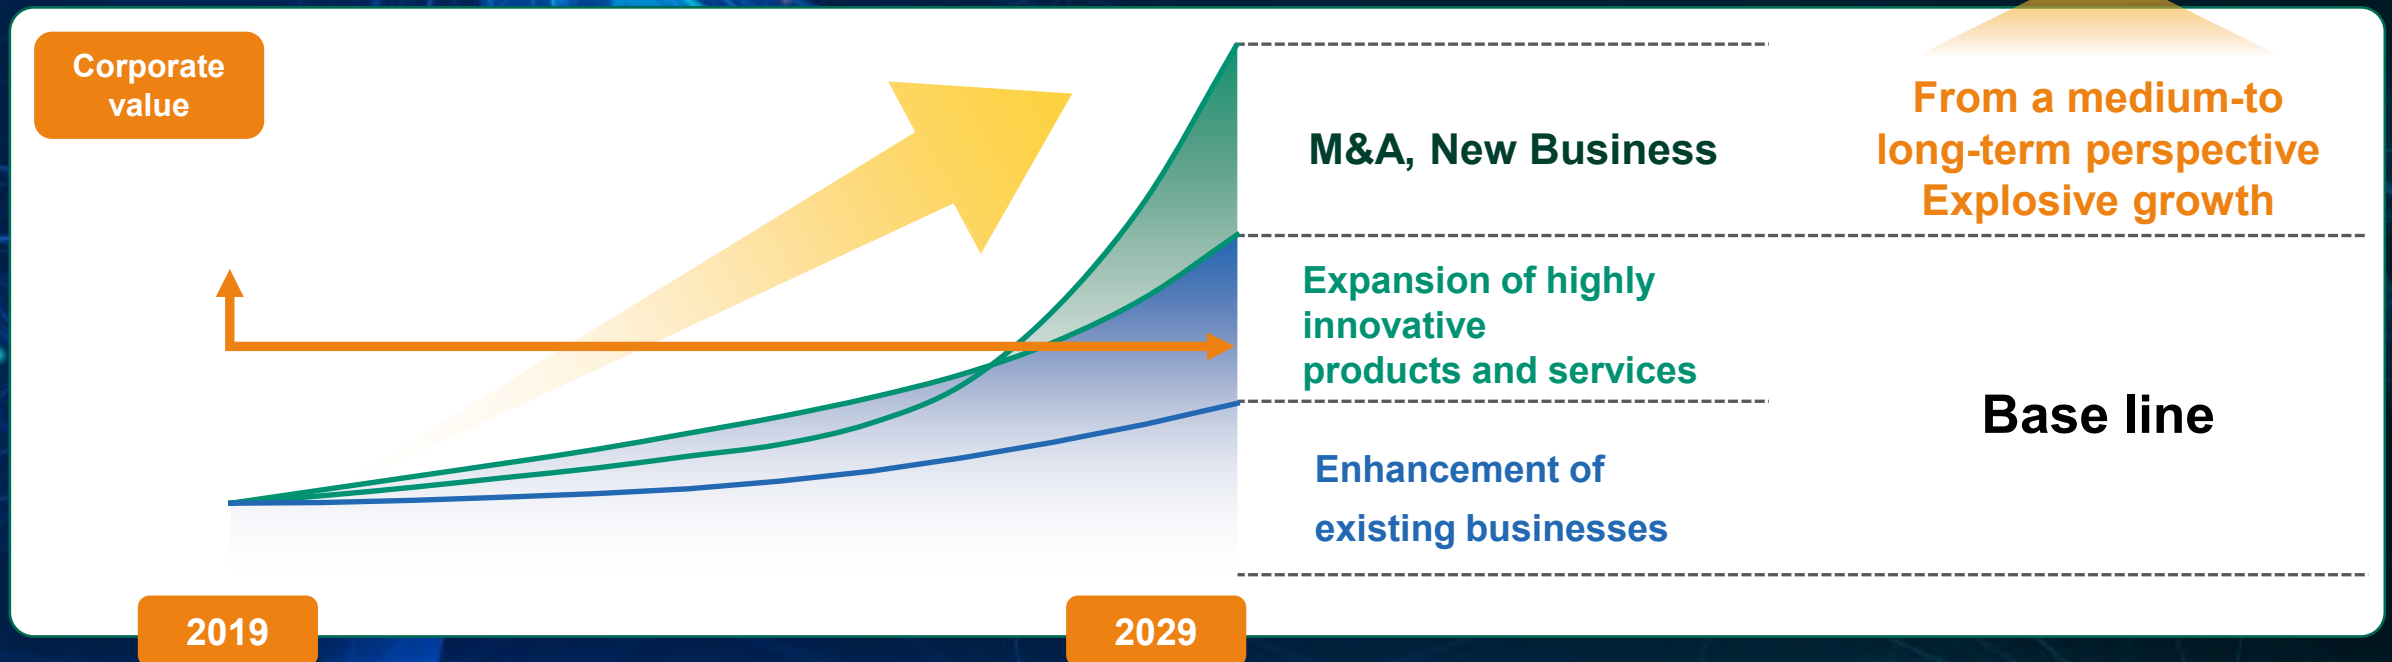 Corporate
value
M&A, New Business
From a medium-to
long-term perspective
Explosive growth
Expansion of highly
innovative
products and services
Base line
Enhancement of
existing businesses
2019
2029